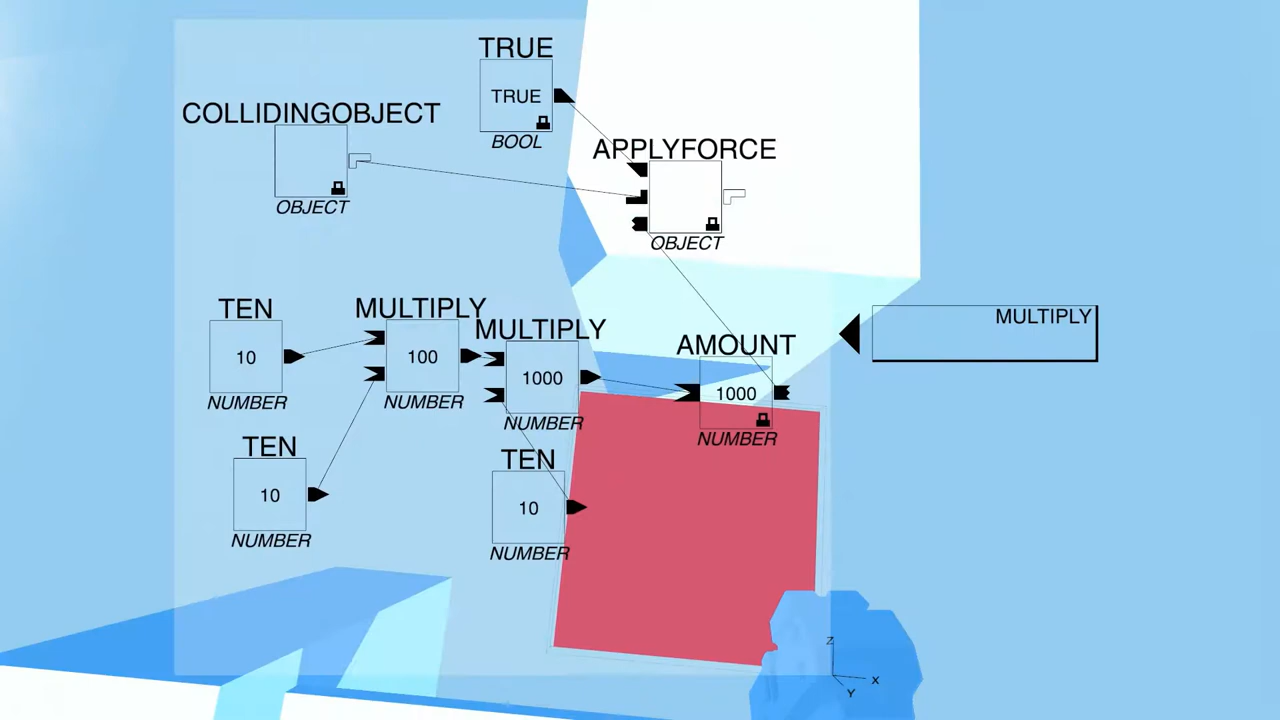 TRUE
TRUE
BOOL
COLLIDINGOBJECT
OBJECT
APPLYFORCE
OBJECT
TEN
10
NUMBER
MULTIPLY
100
NUMBER
MULTIPLY
1000
NUMBER
AMOUNT
1000
NUMBER
MULTIPLY
TEN
10
NUMBER
TEN
10
NUMBER
Z
X
Y